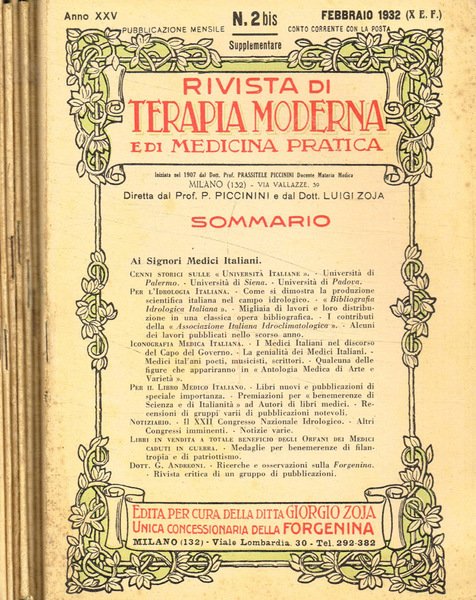 Anno XXV
N. 2 bis
FEBBRAIO 1932 (X E. F.)
PUBBLICAZIONE MENSILE
CONTO CORRENTE CON LA POSTA
Supplementare
RIVISTA DI
TERAPIA MODERNA
E DI MEDICINA PRATICA
Iniziata nel 1907 dal Dott. Prof. PRASSITELE PICCININI Docente Materia Medica
MILANO (132) - VIA VALLAZZE, 39
Diretta dal Prof. P. PICCININI e dal Dott. LUIGI ZOJA
SOMMARIO
Ai Signori Medici Italiani.
CENNI STORICI SULLE « UNIVERSITÀ ITALIANE ». - Università di
Palermo. - Università di Siena. - Università di Padova.
PER L'IDROLOGIA ITALIANA. - Come si dimostra la produzione
scientifica italiana nel campo idrologico. - « Bibliografia
Idrologica Italiana ». - Migliaia di lavori e loro distribu-
zione in una classica opera bibliografica. - I contributi
della « Associazione Italiana Idroclimatologica ». - Alcuni
dei lavori pubblicati nello scorso anno.
ICONOGRAFIA MEDICA ITALIANA. - I Medici Italiani nel discorso
del Capo del Governo. - La genialità dei Medici Italiani. -
Medici ital'ani poeti, musicisti, scrittori. - Qualcuna delle
figure che appariranno in « Antologia Medica di Arte e
Varietà ».
PER IL LIBRO MEDICO ITALIANO. - Libri nuovi e pubblicazioni di
speciale importanza. - Premiazioni per « benemerenze di
Scienza e di Italianità » ad Autori di libri medici. - Re-
censioni di gruppi varii di pubblicazioni notevoli.
NOTIZIARIO. - Il XXII Congresso Nazionale Idrologico. - Altri
Congressi imminenti. - Notizie varie.
LIBRI IN VENDITA A TOTALE BENEFICIO DEGLI ORFANI DEI MEDICI
CADUTI IN GUERRA. - Medaglie per benemerenze di filan-
tropia e di patriottismo.
DOTT. G. ANDREONI. - Ricerche e osservazioni sulla Forgenina.
- Rivista critica di un gruppo di pubblicazioni.
EDITA PER CURA DELLA DITTA GIORGIO ZOJA
UNICA CONCESSIONARIA DELLA FORGENINA
MILANO (132) - Viale Lombardia, 30 - Tel. 292-382